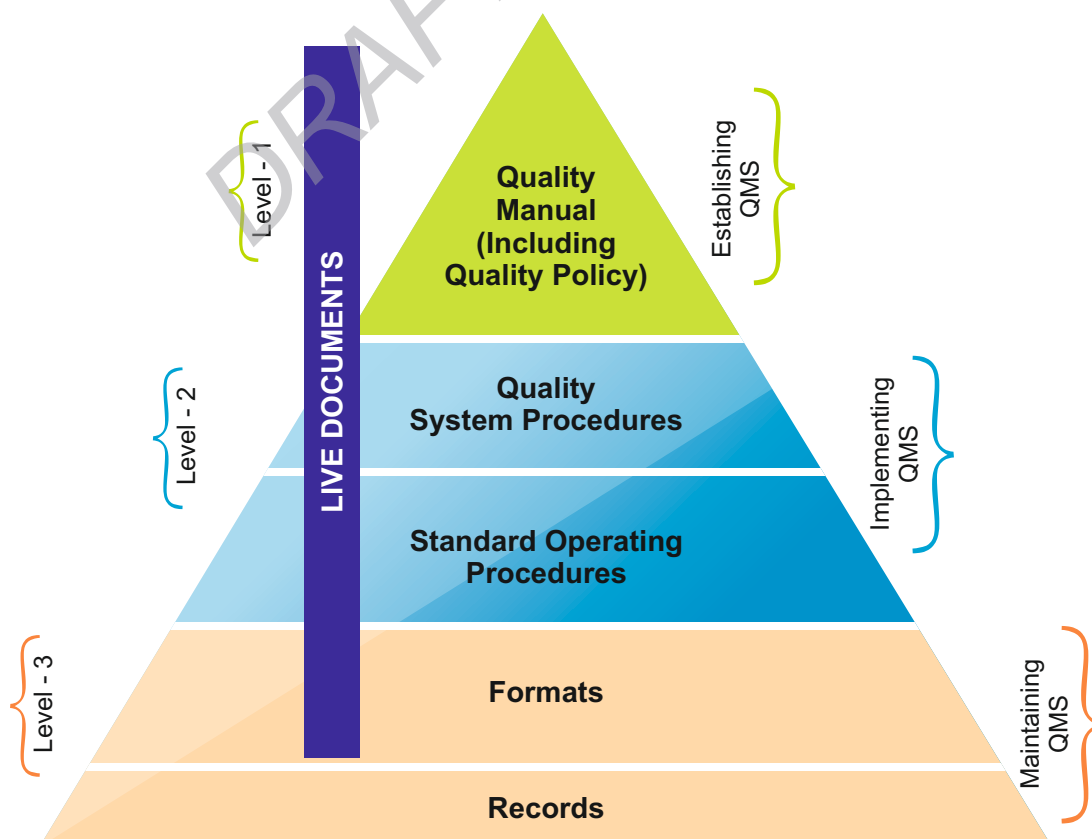 DRAF
LIVE DOCUMENTS
Level - 1
Quality
Manual
(Including
Quality Policy)
Establishing
QMS
Level - 2
Quality
System Procedures
Standard Operating
Procedures
Implementing
QMS
Level - 3
Formats
Records
Maintaining
QMS